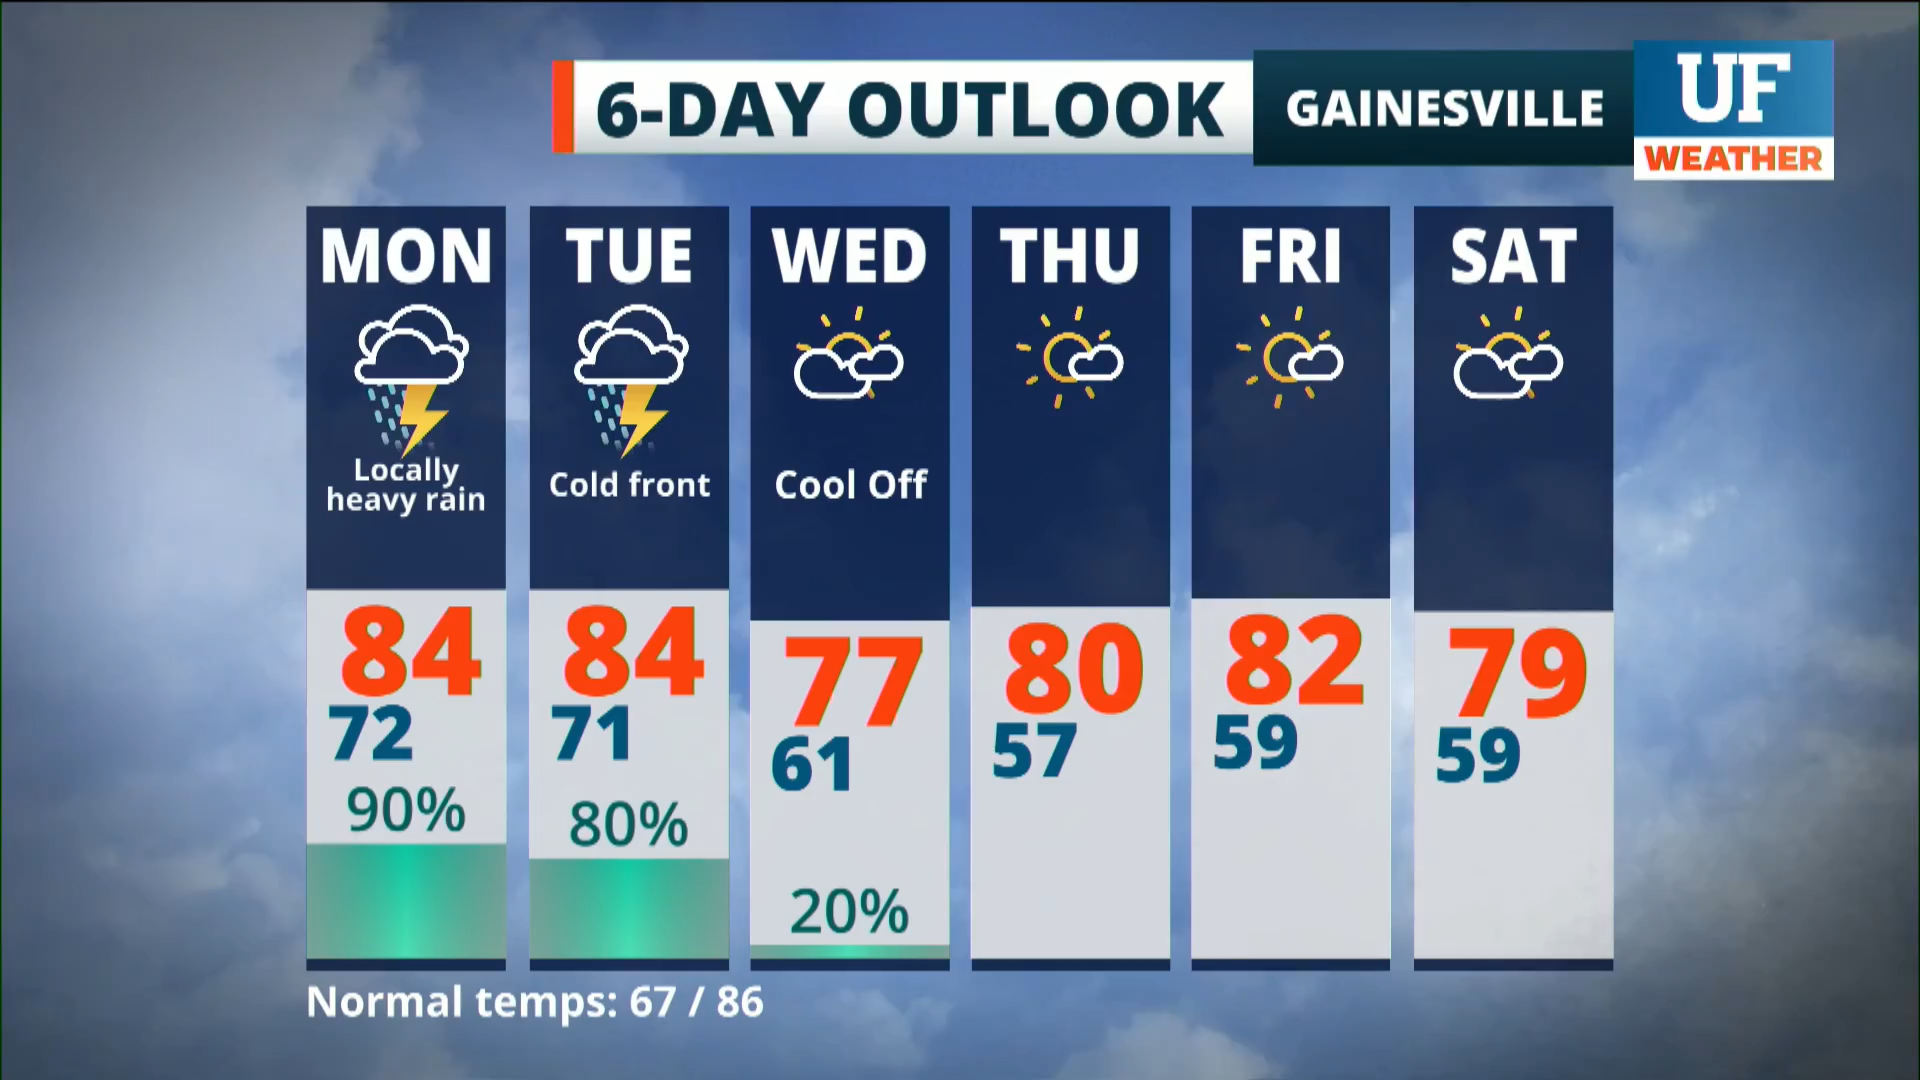 6-DAY OUTLOOK GAINESVILLE UF
WEATHER
MON TUE WED THU FRI SAT
Locally
heavy rain
Cold front
Cool Off
84 84 77 80 82 79
72 71 61 57 59 59
90% 80% 20%
Normal temps: 67 / 86